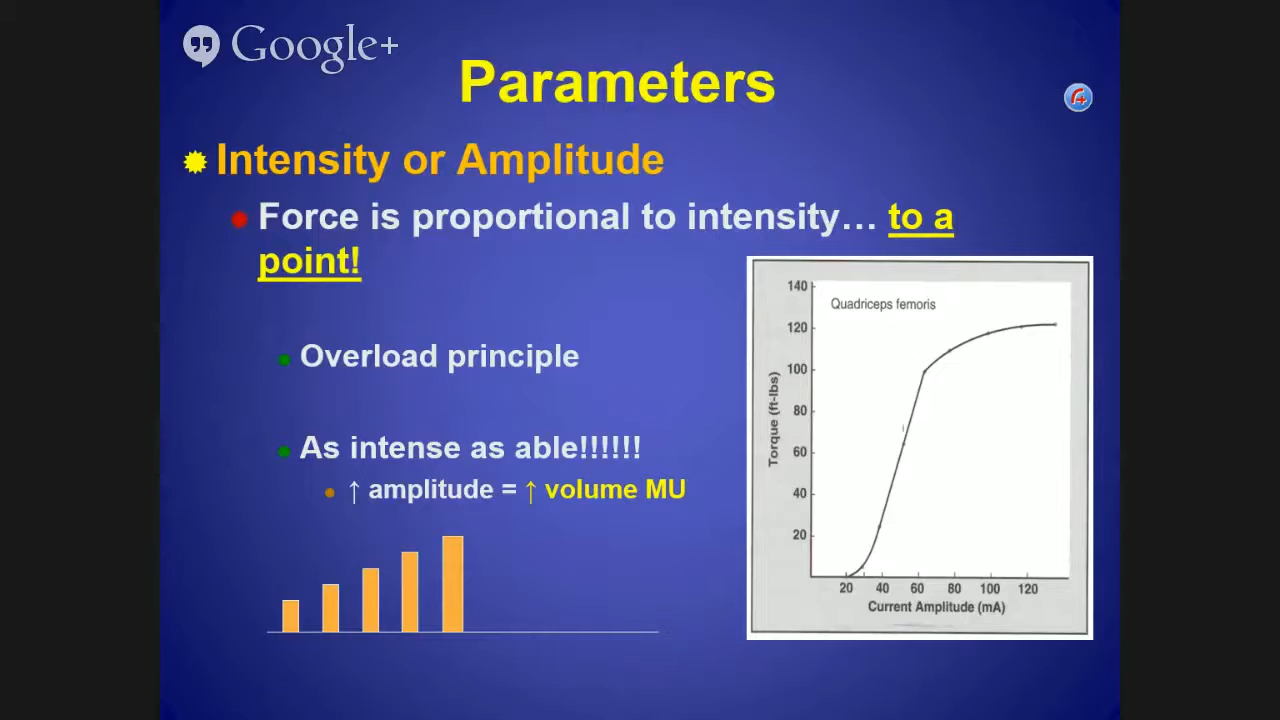 Google+
Parameters
Intensity or Amplitude
Force is proportional to intensity… to a
point!
Overload principle
As intense as able!!!!!!
↑ amplitude = ↑ volume MU
Quadriceps femoris
140
120
100
80
60
40
20
Torque (ft-lbs)
20 40 60 80 100 120
Current Amplitude (mA)